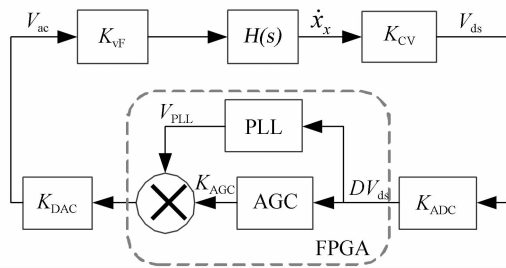 V_ac
K_vF
H(s)
ẋ_x
K_CV
V_ds
V_PLL
PLL
K_DAC
K_AGC
AGC
DV_ds
K_ADC
FPGA